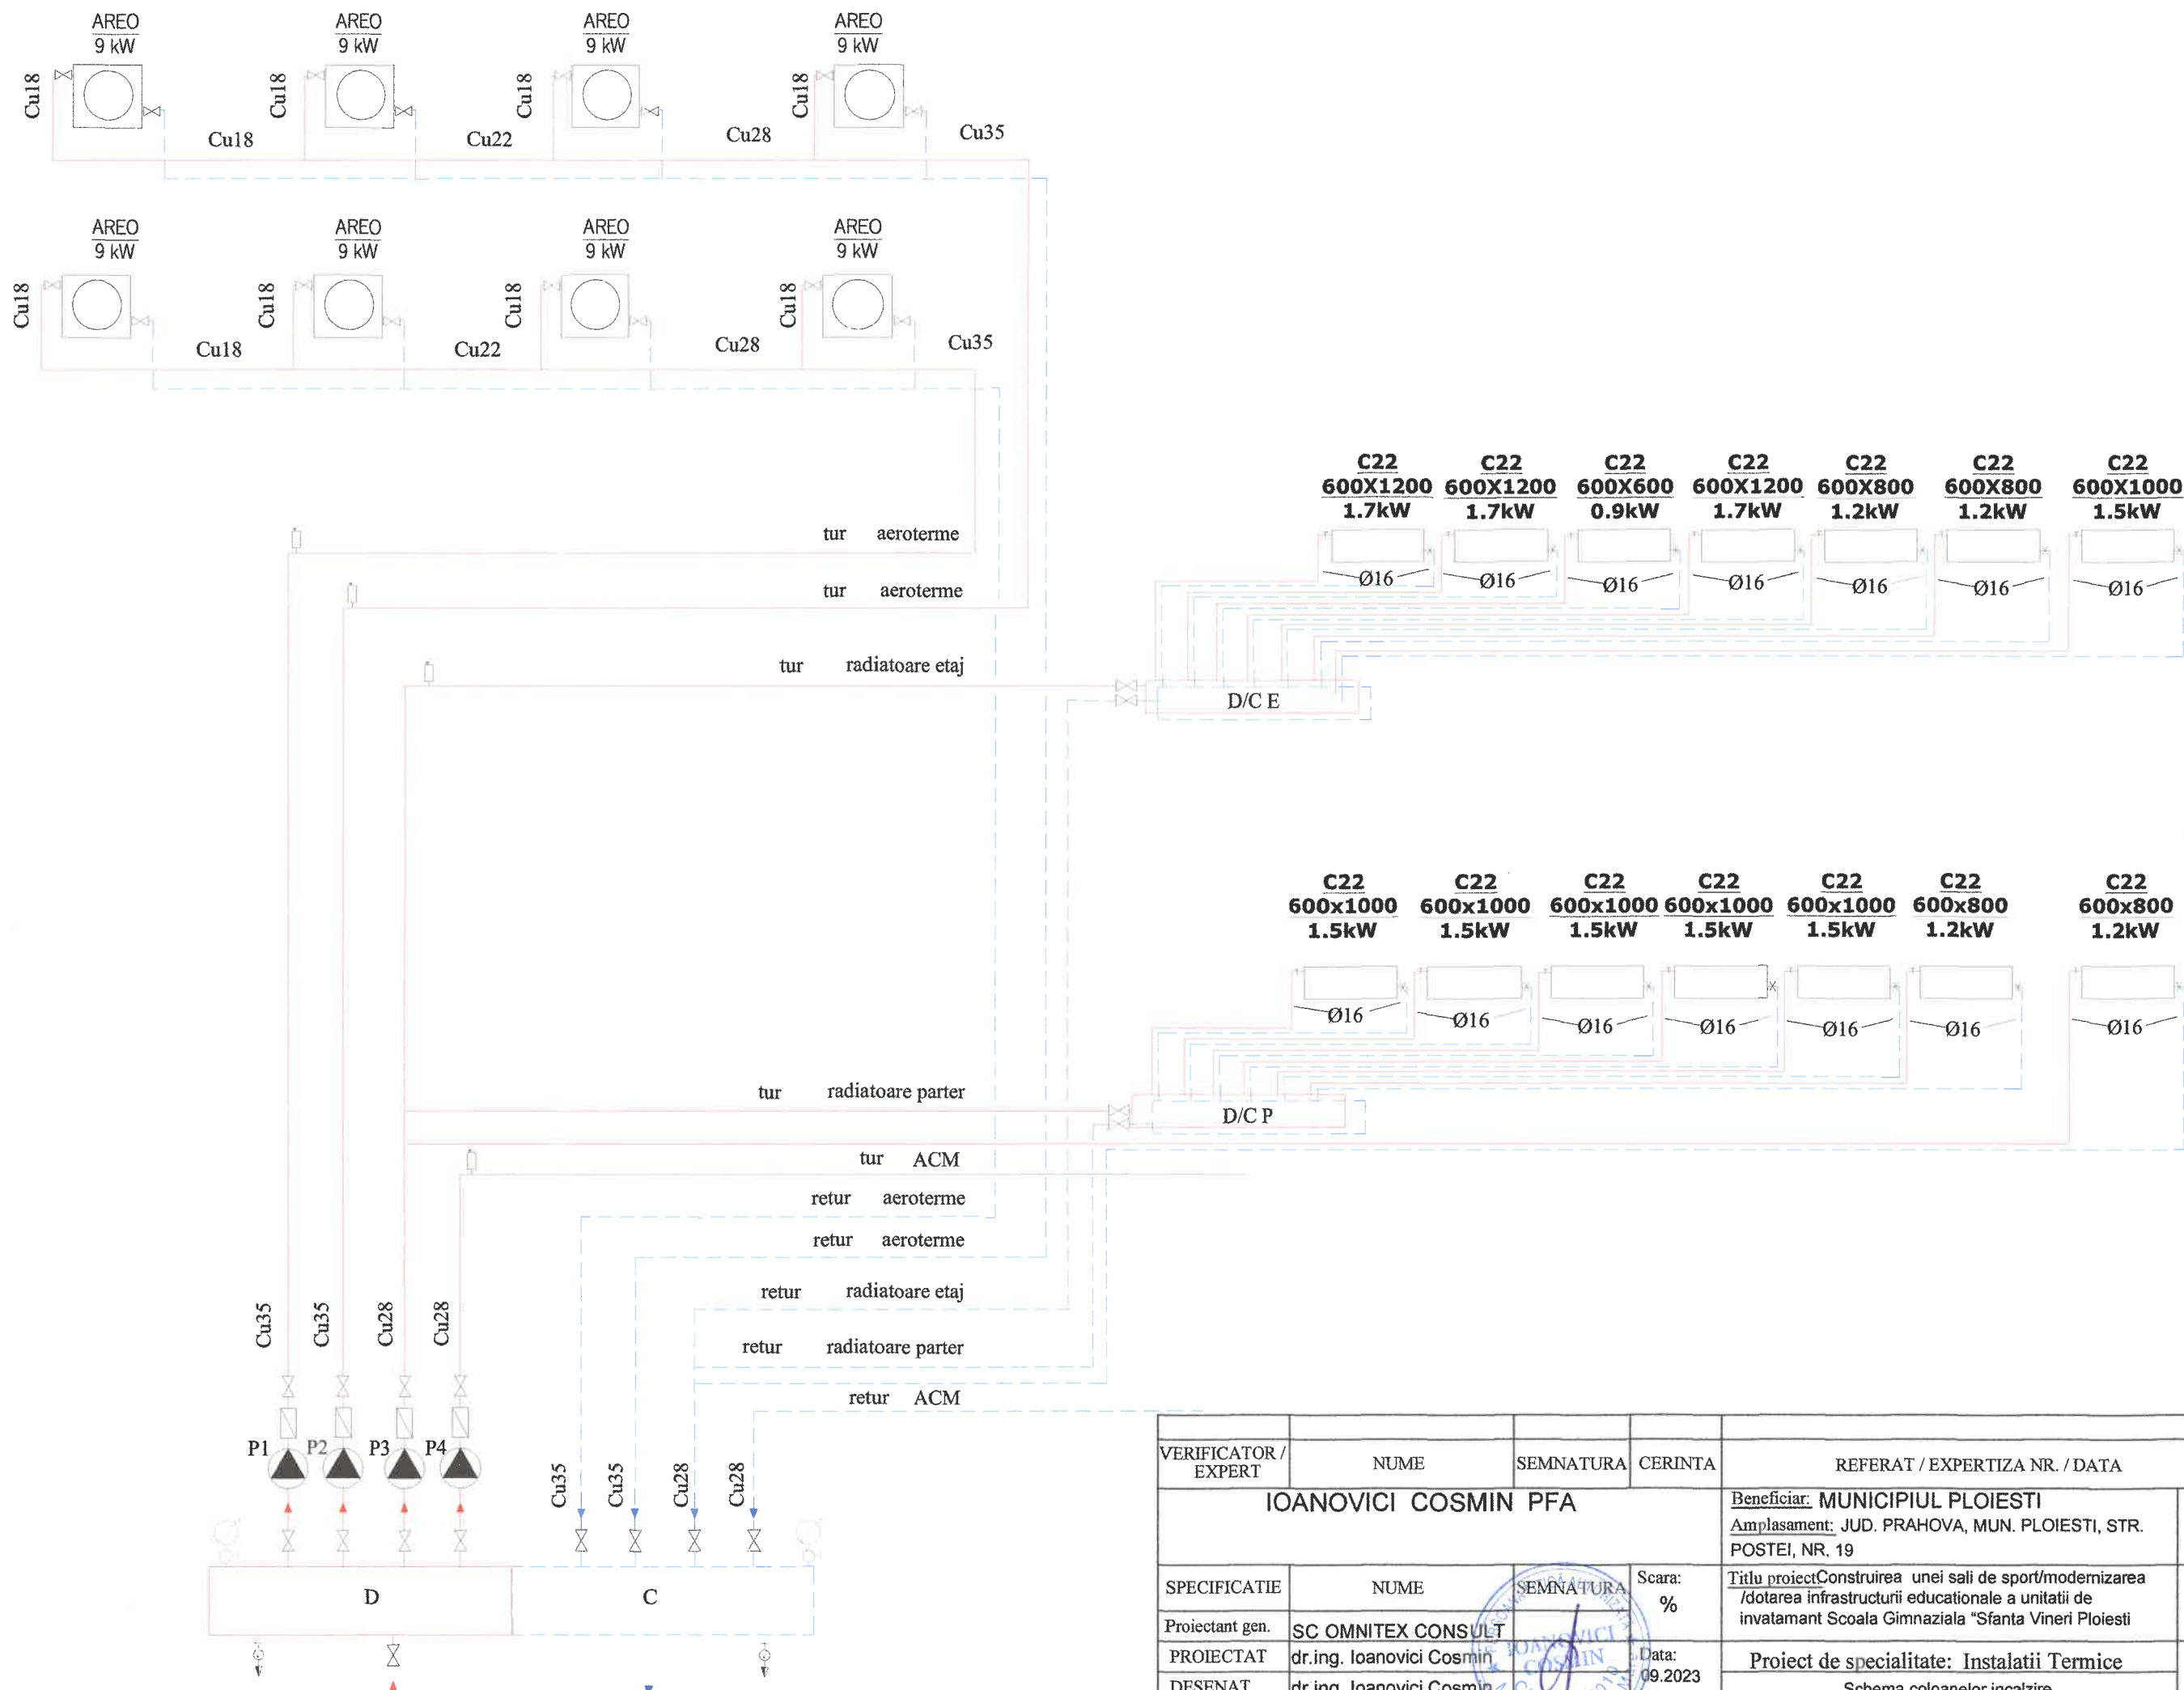 AREO AREO AREO AREO
9 kW 9 kW 9 kW 9 kW
Cu18 Cu18 Cu18 Cu18
Cu18 Cu22 Cu28 Cu35
AREO AREO AREO AREO
9 kW 9 kW 9 kW 9 kW
Cu18 Cu18 Cu18 Cu18
Cu18 Cu22 Cu28 Cu35
C22 C22 C22 C22 C22 C22 C22
600X1200 600X1200 600X600 600X1200 600X800 600X800 600X1000
1.7kW 1.7kW 0.9kW 1.7kW 1.2kW 1.2kW 1.5kW
Ø16 Ø16 Ø16 Ø16 Ø16 Ø16 Ø16
tur aeroterme
tur aeroterme
tur radiatoare etaj
D/C E
C22 C22 C22 C22 C22 C22 C22
600x1000 600x1000 600x1000 600x1000 600x1000 600x800 600x800
1.5kW 1.5kW 1.5kW 1.5kW 1.5kW 1.2kW 1.2kW
Ø16 Ø16 Ø16 Ø16 Ø16 Ø16 Ø16
tur radiatoare parter
D/C P
tur ACM
retur aeroterme
retur aeroterme
retur radiatoare etaj
retur radiatoare parter
retur ACM
Cu35 Cu35 Cu28 Cu28
P1 P2 P3 P4
Cu35 Cu35 Cu28 Cu28
D C
VERIFICATOR / EXPERT NUME SEMNATURA CERINTA REFERAT / EXPERTIZA NR. / DATA
IOANOVICI COSMIN PFA
Beneficiar: MUNICIPIUL PLOIESTI
Amplasament: JUD. PRAHOVA, MUN. PLOIESTI, STR.
POSTEI, NR. 19
SPECIFICATIE NUME SEMNATURA Scara:
%
Titlu proiectConstruirea unei sali de sport/modernizarea
/dotarea infrastructurii educationale a unitatii de
invatamant Scoala Gimnaziala "Sfanta Vineri Ploiesti
Proiectant gen. SC OMNITEX CONSULT
PROIECTAT dr.ing. Ioanovici Cosmin
IOANOVICI
COSMIN
Data:
09.2023
Proiect de specialitate: Instalatii Termice
DESENAT dr.ing. Ioanovici Cosmin
Schema coloanelor incalzire